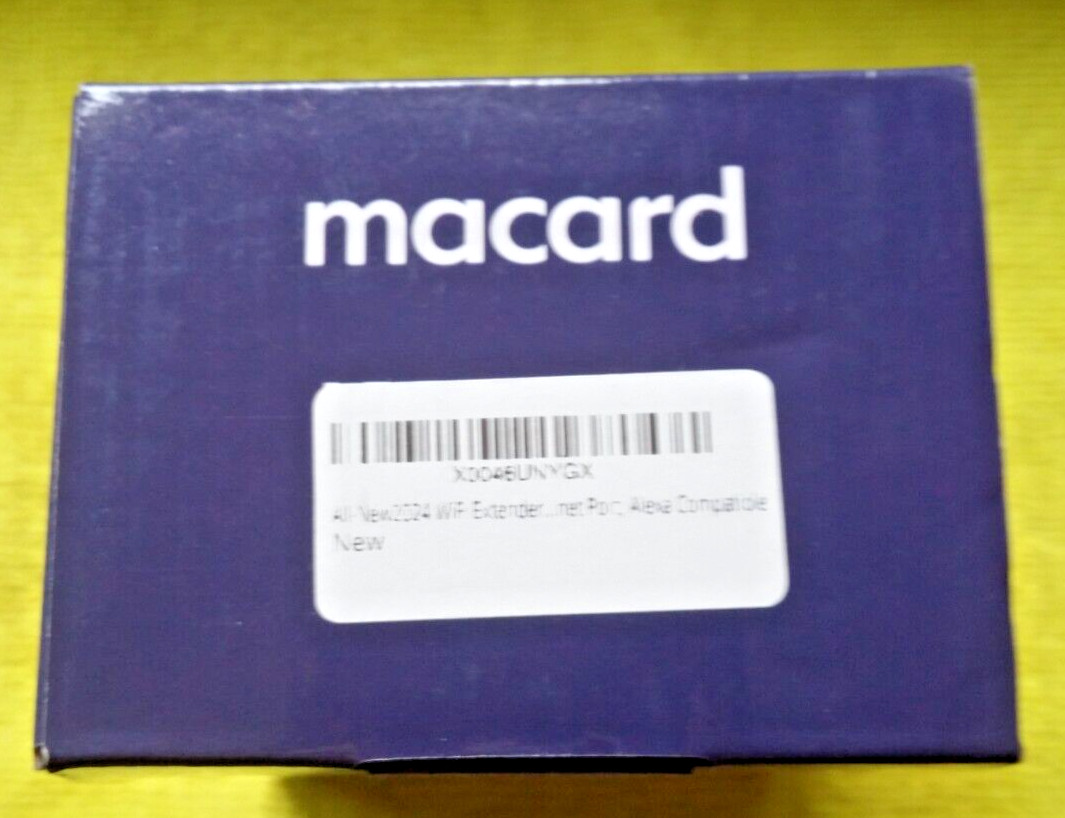 macard
X0046UNYGX
All-New2024 WiFi Extender...net Port, Alexa Compatible
New